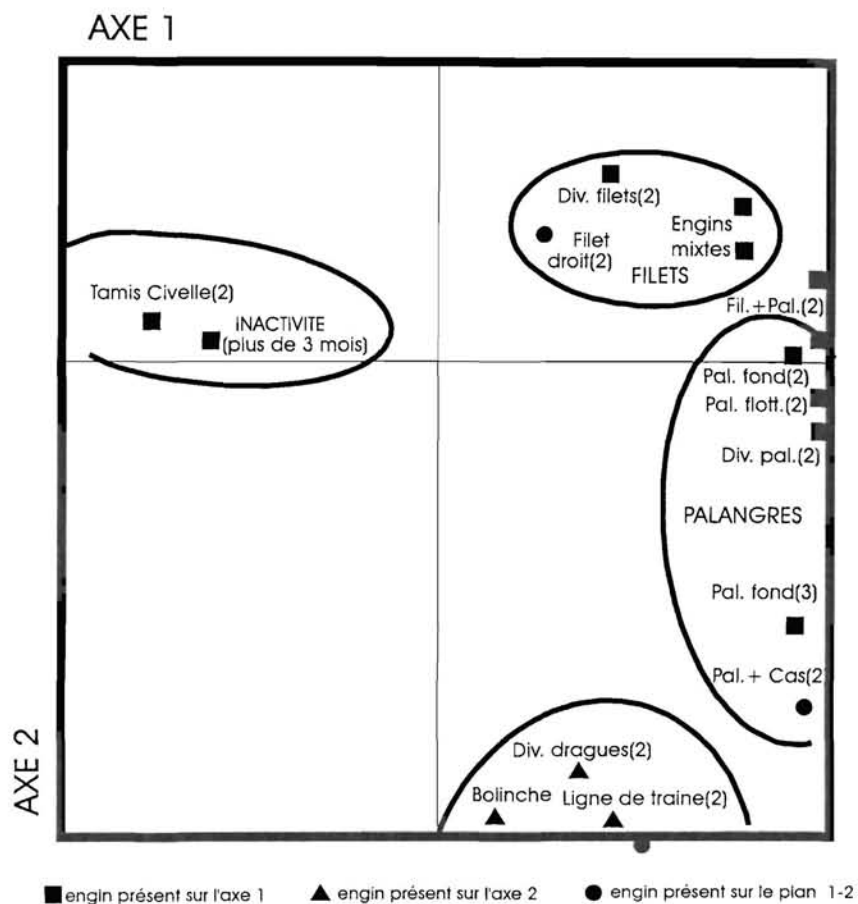 AXE 1
Div. filets(2)
Engins
mixtes
Filet
droit(2)
FILETS
Tamis Civelle(2)
INACTIVITE
(plus de 3 mois)
Fil.+Pal.(2)
Pal. fond(2)
Pal. flott.(2)
Div. pal.(2)
PALANGRES
Pal. fond(3)
Pal.+ Cas(2)
AXE 2
Div. dragues(2)
Bolinche
Ligne de traine(2)
engin présent sur l'axe 1
engin présent sur l'axe 2
engin présent sur le plan 1-2